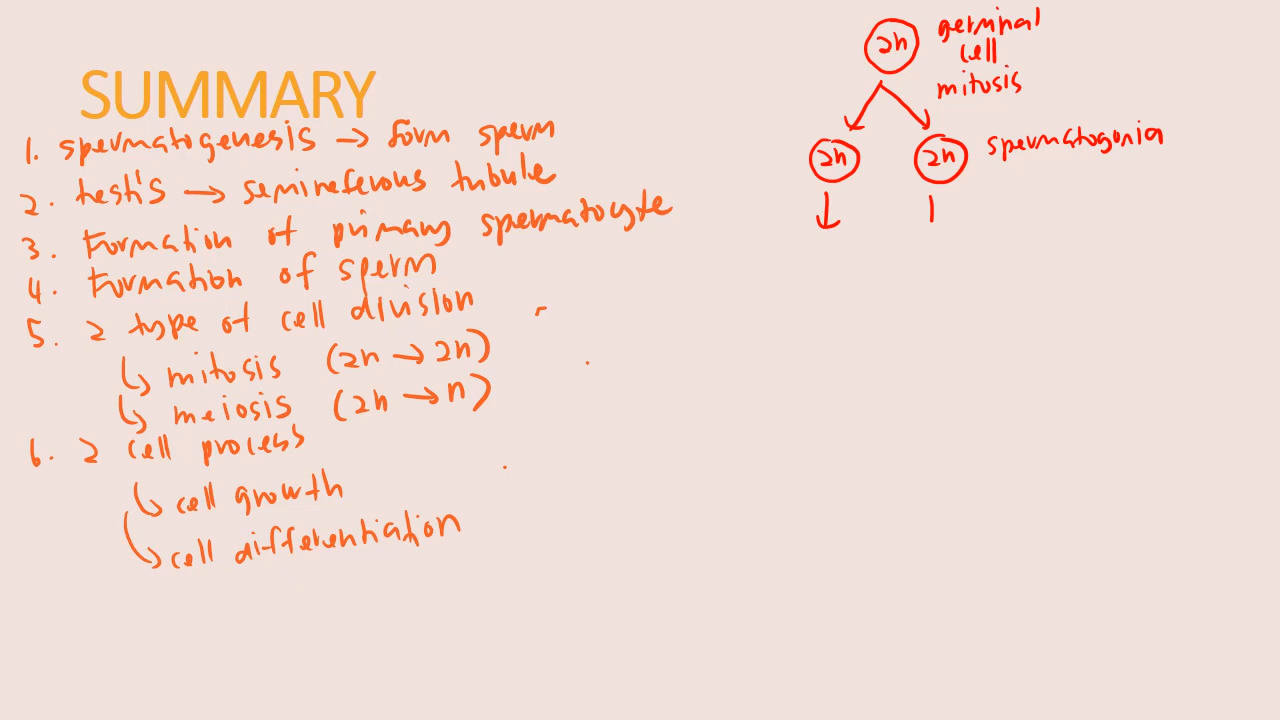 SUMMARY
1. spermatogenesis → form sperm
2. testis → semineferous tubule
3. Formation of primary spermatocyte
4. Formation of sperm
5. 2 type of cell division
↳ mitosis (2n → 2n)
↳ meiosis (2n → n)
6. 2 cell process
↳ cell growth
↳ cell differentiation
2n germinal
cell
mitosis
2n 2n spermatogonia